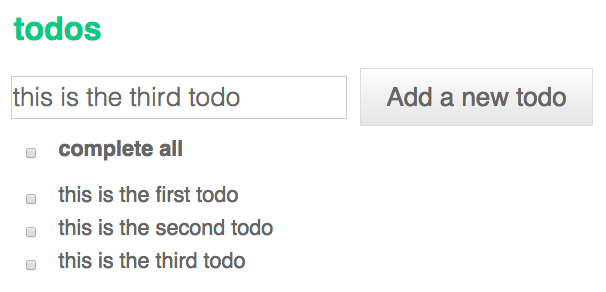 todos
this is the third todo
Add a new todo
complete all
this is the first todo
this is the second todo
this is the third todo